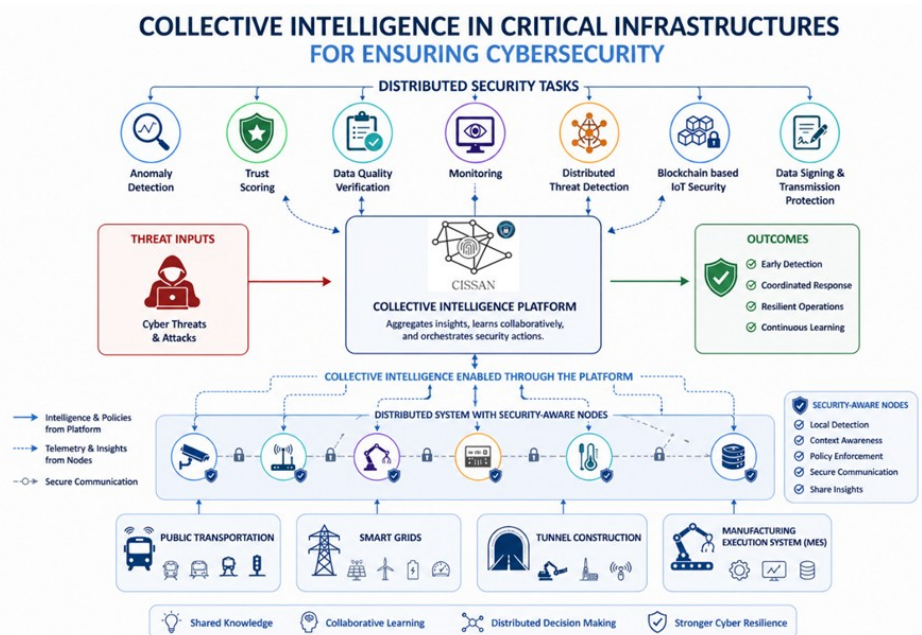 COLLECTIVE INTELLIGENCE IN CRITICAL INFRASTRUCTURES
FOR ENSURING CYBERSECURITY
DISTRIBUTED SECURITY TASKS
Anomaly
Detection
Trust
Scoring
Data Quality
Verification
Monitoring
Distributed
Threat Detection
Blockchain based
IoT Security
Data Signing &
Transmission
Protection
THREAT INPUTS
Cyber Threats
& Attacks
CISSAN
COLLECTIVE INTELLIGENCE PLATFORM
Aggregates insights, learns collaboratively,
and orchestrates security actions.
OUTCOMES
Early Detection
Coordinated Response
Resilient Operations
Continuous Learning
COLLECTIVE INTELLIGENCE ENABLED THROUGH THE PLATFORM
Intelligence & Policies
from Platform
Telemetry & Insights
from Nodes
Secure Communication
DISTRIBUTED SYSTEM WITH SECURITY-AWARE NODES
SECURITY-AWARE NODES
Local Detection
Context Awareness
Policy Enforcement
Secure Communication
Share Insights
PUBLIC TRANSPORTATION
SMART GRIDS
TUNNEL CONSTRUCTION
MANUFACTURING
EXECUTION SYSTEM (MES)
Shared Knowledge
Collaborative Learning
Distributed Decision Making
Stronger Cyber Resilience